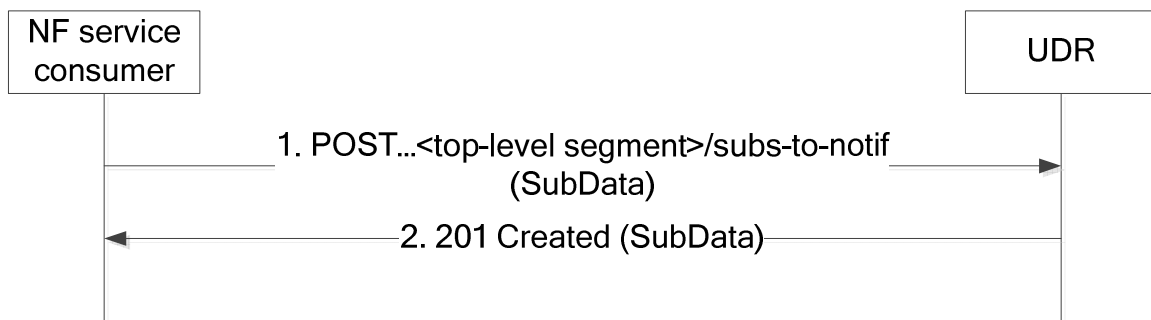 NF service
consumer
UDR
1. POST...<top-level segment>/subs-to-notif
(SubData)
2. 201 Created (SubData)